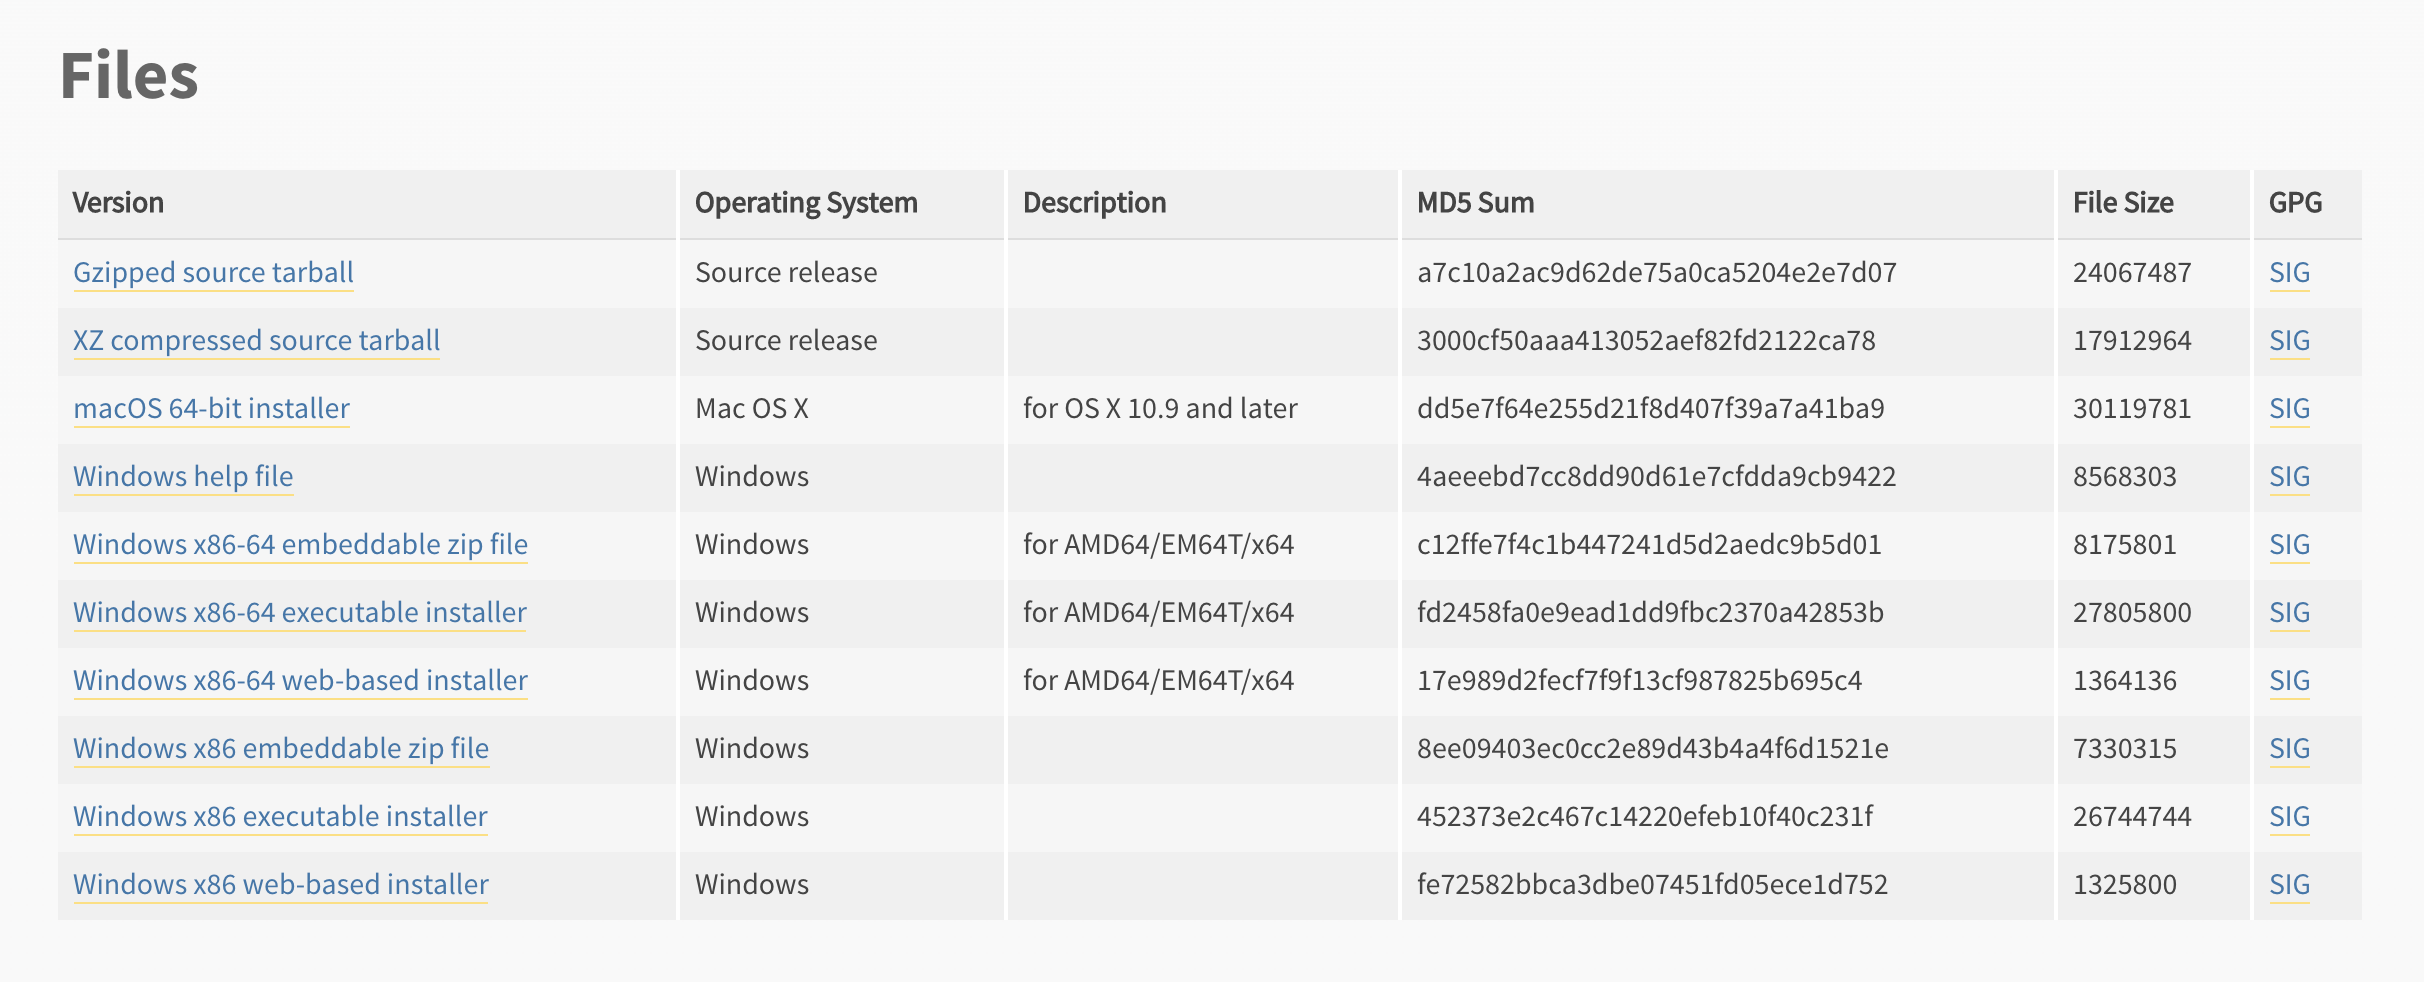 Files
Version Operating System Description MD5 Sum File Size GPG
Gzipped source tarball Source release a7c10a2ac9d62de75a0ca5204e2e7d07 24067487 SIG
XZ compressed source tarball Source release 3000cf50aaa413052aef82fd2122ca78 17912964 SIG
macOS 64-bit installer Mac OS X for OS X 10.9 and later dd5e7f64e255d21f8d407f39a7a41ba9 30119781 SIG
Windows help file Windows 4aeeebd7cc8dd90d61e7cfdda9cb9422 8568303 SIG
Windows x86-64 embeddable zip file Windows for AMD64/EM64T/x64 c12ffe7f4c1b447241d5d2aedc9b5d01 8175801 SIG
Windows x86-64 executable installer Windows for AMD64/EM64T/x64 fd2458fa0e9ead1dd9fbc2370a42853b 27805800 SIG
Windows x86-64 web-based installer Windows for AMD64/EM64T/x64 17e989d2fecf7f9f13cf987825b695c4 1364136 SIG
Windows x86 embeddable zip file Windows 8ee09403ec0cc2e89d43b4a4f6d1521e 7330315 SIG
Windows x86 executable installer Windows 452373e2c467c14220efeb10f40c231f 26744744 SIG
Windows x86 web-based installer Windows fe72582bbca3dbe07451fd05ece1d752 1325800 SIG